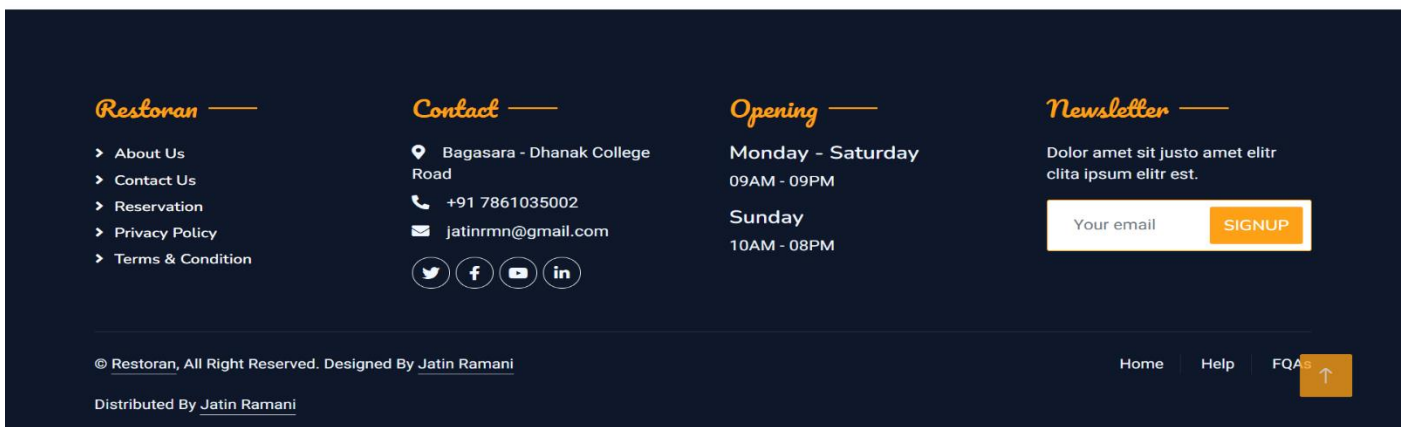 Restoran
About Us
Contact Us
Reservation
Privacy Policy
Terms & Condition
Contact
Bagasara - Dhanak College
Road
+91 7861035002
jatinrmn@gmail.com
Opening
Monday - Saturday
09AM - 09PM
Sunday
10AM - 08PM
Newsletter
Dolor amet sit justo amet elitr
clita ipsum elitr est.
Your email SIGNUP
© Restoran, All Right Reserved. Designed By Jatin Ramani
Home Help FQAs
Distributed By Jatin Ramani